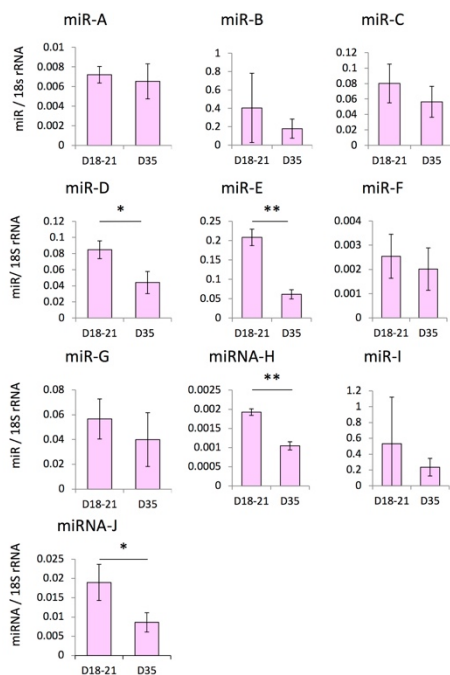 miR-A
miR / 18s rRNA
0.008
0.007
0.006
0.005
0.004
0.003
0.002
0.001
0
D18-21 D35
miR-B
1
0.8
0.6
0.4
0.2
0
D18-21 D35
miR-C
0.12
0.1
0.08
0.06
0.04
0.02
0
D18-21 D35
miR-D
miR/ 18S rRNA
0.12
0.1
0.08
0.06
0.04
0.02
0
*
D18-21 D35
miR-E
0.25
0.2
0.15
0.1
0.05
0
**
D18-21 D35
miR-F
0.004
0.003
0.002
0.001
0
D18-21 D35
miR-G
miR / 18S rRNA
0.08
0.06
0.04
0.02
0
D18-21 D35
miRNA-H
0.0025
0.002
0.0015
0.001
0.0005
0
**
D18-21 D35
miR-I
1.2
1
0.8
0.6
0.4
0.2
0
D18-21 D35
miRNA-J
miRNA / 18S rRNA
0.025
0.02
0.015
0.01
0.005
0
*
D18-21 D35